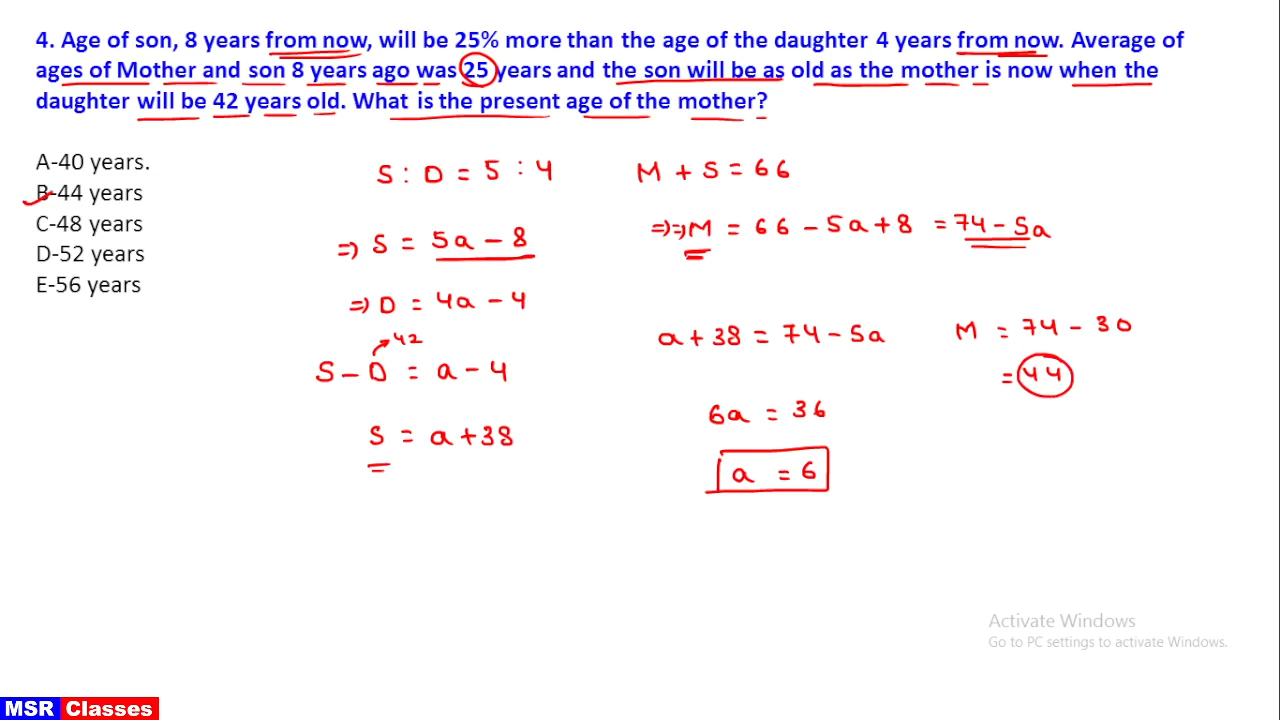 4. Age of son, 8 years from now, will be 25% more than the age of the daughter 4 years from now. Average of
ages of Mother and son 8 years ago was 25 years and the son will be as old as the mother is now when the
daughter will be 42 years old. What is the present age of the mother?
A-40 years.
B-44 years
C-48 years
D-52 years
E-56 years
S : D = 5 : 4
⇒ S = 5a - 8
⇒ D = 4a - 4
42
S - D = a - 4
S = a + 38
M + S = 66
⇒⇒ M = 66 - 5a + 8 = 74 - 5a
a + 38 = 74 - 5a
6a = 36
a = 6
M = 74 - 30
= 44
Activate Windows
Go to PC settings to activate Windows.
MSR Classes